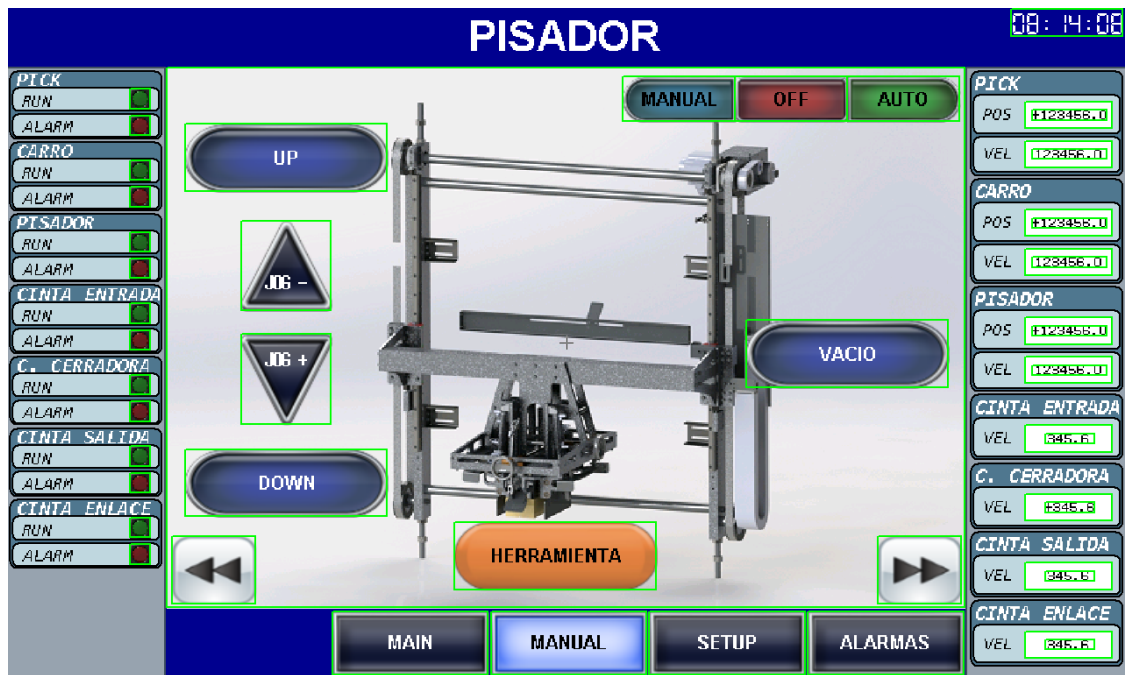 PISADOR
08:14:08
PICK
RUN
ALARM
CARRO
RUN
ALARM
PISADOR
RUN
ALARM
CINTA ENTRADA
RUN
ALARM
C. CERRADORA
RUN
ALARM
CINTA SALIDA
RUN
ALARM
CINTA ENLACE
RUN
ALARM
MANUAL OFF AUTO
UP
JOG -
JOG +
VACIO
DOWN
HERRAMIENTA
MAIN MANUAL SETUP ALARMAS
PICK
POS +123456.0
VEL 123456.0
CARRO
POS +123456.0
VEL 123456.0
PISADOR
POS +123456.0
VEL 123456.0
CINTA ENTRADA
VEL 345.6
C. CERRADORA
VEL +345.6
CINTA SALIDA
VEL 345.6
CINTA ENLACE
VEL 345.6